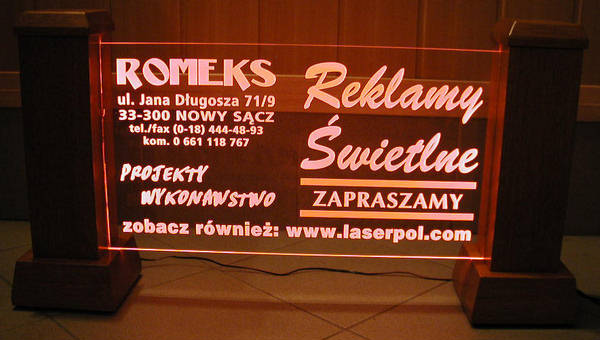 ROMEKS
ul. Jana Długosza 71/9
33-300 NOWY SĄCZ
tel./fax (0-18) 444-48-93
kom. 0 661 118 767
PROJEKTY
WYKONAWSTWO
Reklamy
Świetlne
ZAPRASZAMY
zobacz również: www.laserpol.com